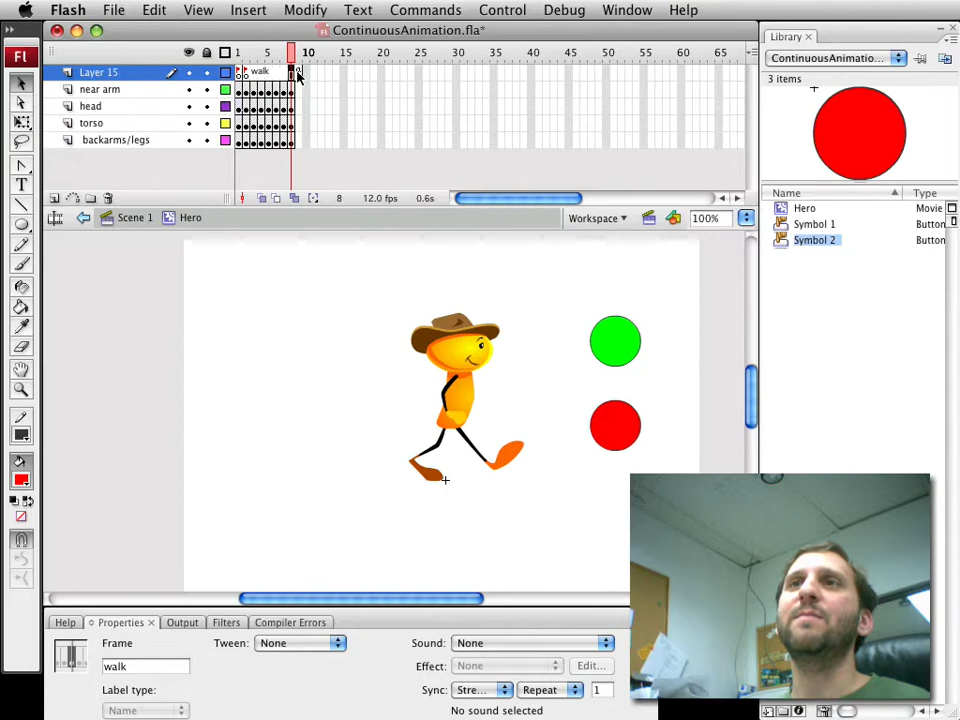 Flash File Edit View Insert Modify Text Commands Control Debug Window Help
ContinuousAnimation.fla*
Library
1 5 10 15 20 25 30 35 40 45 50 55 60 65
ContinuousAnimatio...
Layer 15 walk
3 items
near arm
head
torso
backarms/legs
8 12.0 fps 0.6s
Name Type
Hero Movie
Scene 1 Hero Workspace 100%
Symbol 1 Button
Symbol 2 Button
Fl
T
Help Properties Output Filters Compiler Errors
Frame Tween: None Sound: None
walk Effect: None Edit...
Label type: Sync: Stre... Repeat 1
Name No sound selected